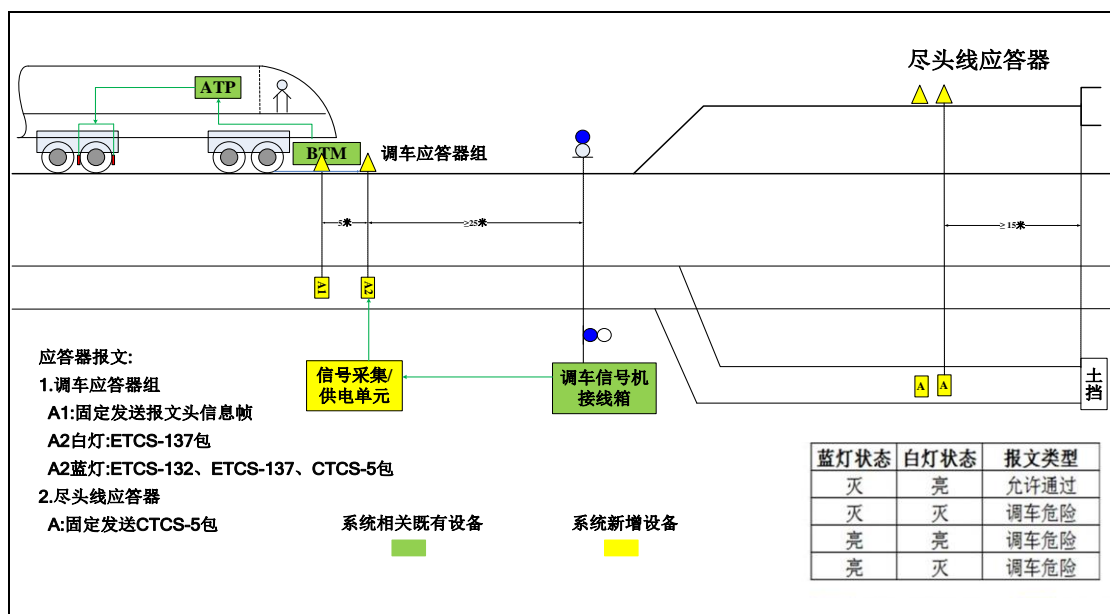 尽头线应答器
ATP
BTM
调车应答器组
5米
≥25米
≥15米
A1
A2
A
A
应答器报文:
1.调车应答器组
A1:固定发送报文头信息帧
A2白灯:ETCS-137包
A2蓝灯:ETCS-132、ETCS-137、CTCS-5包
2.尽头线应答器
A:固定发送CTCS-5包
信号采集/
供电单元
调车信号机
接线箱
土挡
系统相关既有设备
系统新增设备
蓝灯状态 白灯状态 报文类型
灭 亮 允许通过
灭 灭 调车危险
亮 亮 调车危险
亮 灭 调车危险